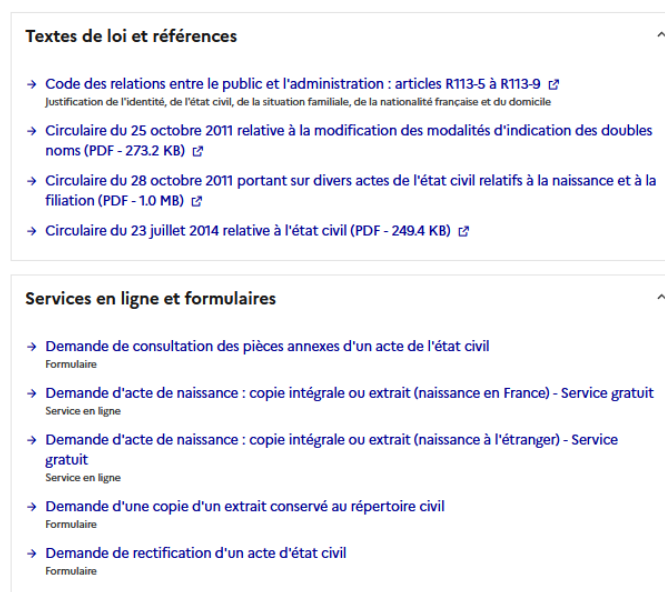 Textes de loi et références
→ Code des relations entre le public et l'administration : articles R113-5 à R113-9
Justification de l'identité, de l'état civil, de la situation familiale, de la nationalité française et du domicile
→ Circulaire du 25 octobre 2011 relative à la modification des modalités d'indication des doubles
noms (PDF - 273.2 KB)
→ Circulaire du 28 octobre 2011 portant sur divers actes de l'état civil relatifs à la naissance et à la
filiation (PDF - 1.0 MB)
→ Circulaire du 23 juillet 2014 relative à l'état civil (PDF - 249.4 KB)
Services en ligne et formulaires
→ Demande de consultation des pièces annexes d'un acte de l'état civil
Formulaire
→ Demande d'acte de naissance : copie intégrale ou extrait (naissance en France) - Service gratuit
Service en ligne
→ Demande d'acte de naissance : copie intégrale ou extrait (naissance à l'étranger) - Service
gratuit
Service en ligne
→ Demande d'une copie d'un extrait conservé au répertoire civil
Formulaire
→ Demande de rectification d'un acte d'état civil
Formulaire